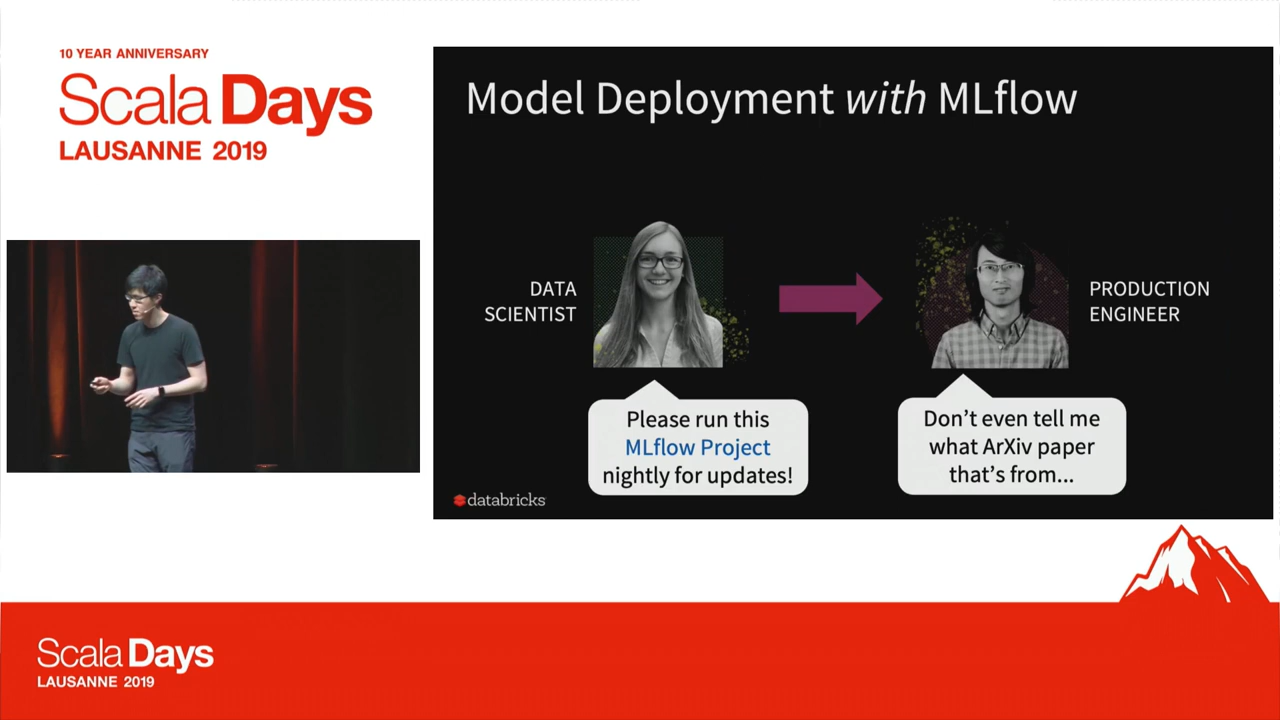 10 YEAR ANNIVERSARY
Scala Days
LAUSANNE 2019
Model Deployment with MLflow
DATA
SCIENTIST
PRODUCTION
ENGINEER
Please run this
MLflow Project
nightly for updates!
Don’t even tell me
what ArXiv paper
that’s from...
databricks
Scala Days
LAUSANNE 2019